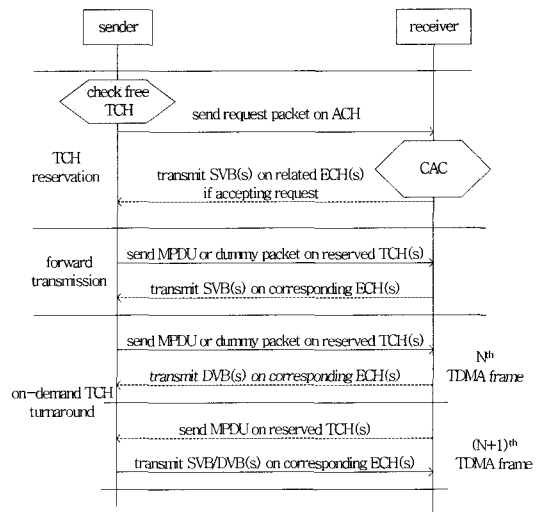 sender
receiver
check free
TCH
send request packet on ACH
TCH
reservation
CAC
transmit SVB(s) on related ECH(s)
if accepting request
forward
transmission
send MPDU or dummy packet on reserved TCH(s)
transmit SVB(s) on corresponding ECH(s)
on-demand TCH
turnaround
send MPDU or dummy packet on reserved TCH(s)
transmit DVB(s) on corresponding ECH(s)
Nth
TDMA frame
send MPDU on reserved TCH(s)
transmit SVB/DVB(s) on corresponding ECH(s)
(N+1)th
TDMA frame